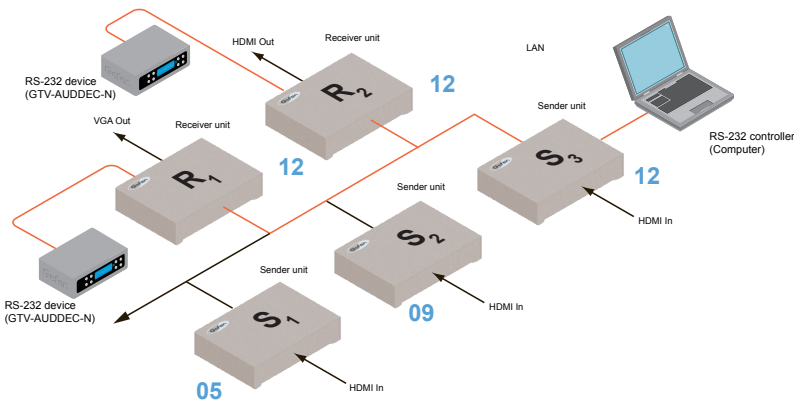 HDMI Out
Receiver unit
LAN
RS-232 device
(GTV-AUDDEC-N)
R2
12
Sender unit
VGA Out
Receiver unit
RS-232 controller
(Computer)
R1
12
S3
12
Sender unit
HDMI In
S2
Sender unit
HDMI In
09
RS-232 device
(GTV-AUDDEC-N)
S1
HDMI In
05